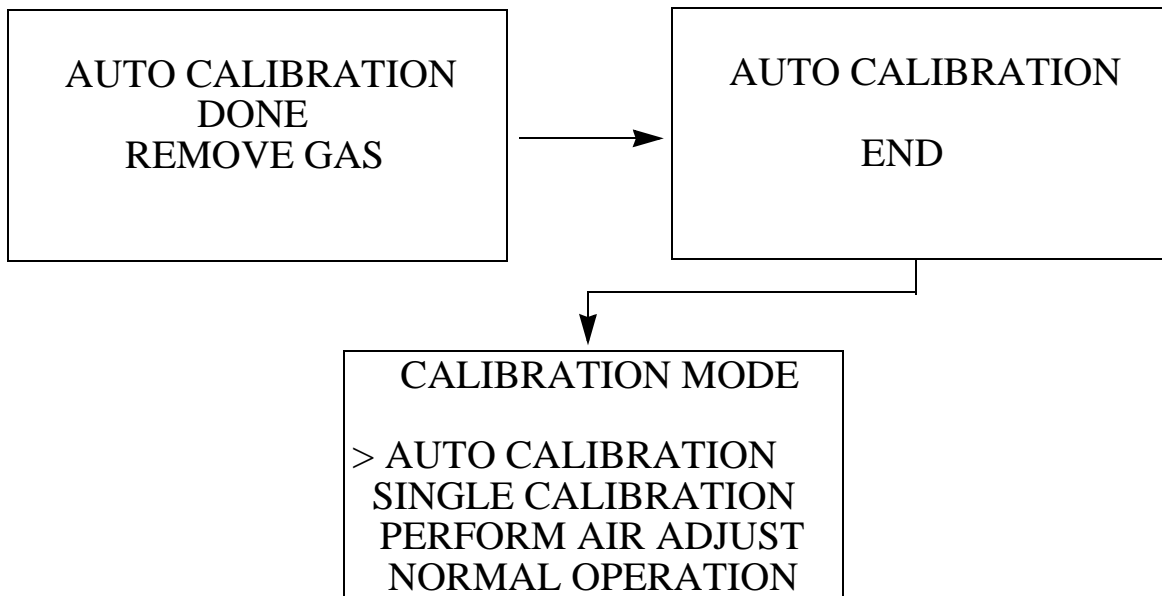 AUTO CALIBRATION
DONE
REMOVE GAS
AUTO CALIBRATION
END
CALIBRATION MODE
> AUTO CALIBRATION
SINGLE CALIBRATION
PERFORM AIR ADJUST
NORMAL OPERATION